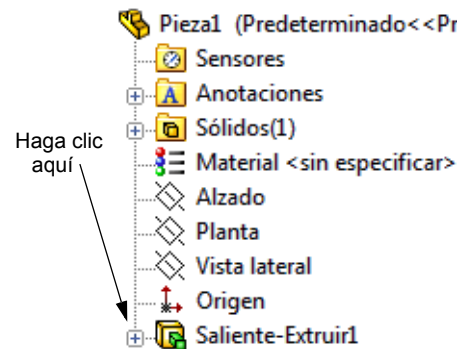 Pieza1 (Predeterminado<<Pr
Sensores
Anotaciones
Sólidos(1)
Haga clic
aquí
Material <sin especificar>
Alzado
Planta
Vista lateral
Origen
Saliente-Extruir1